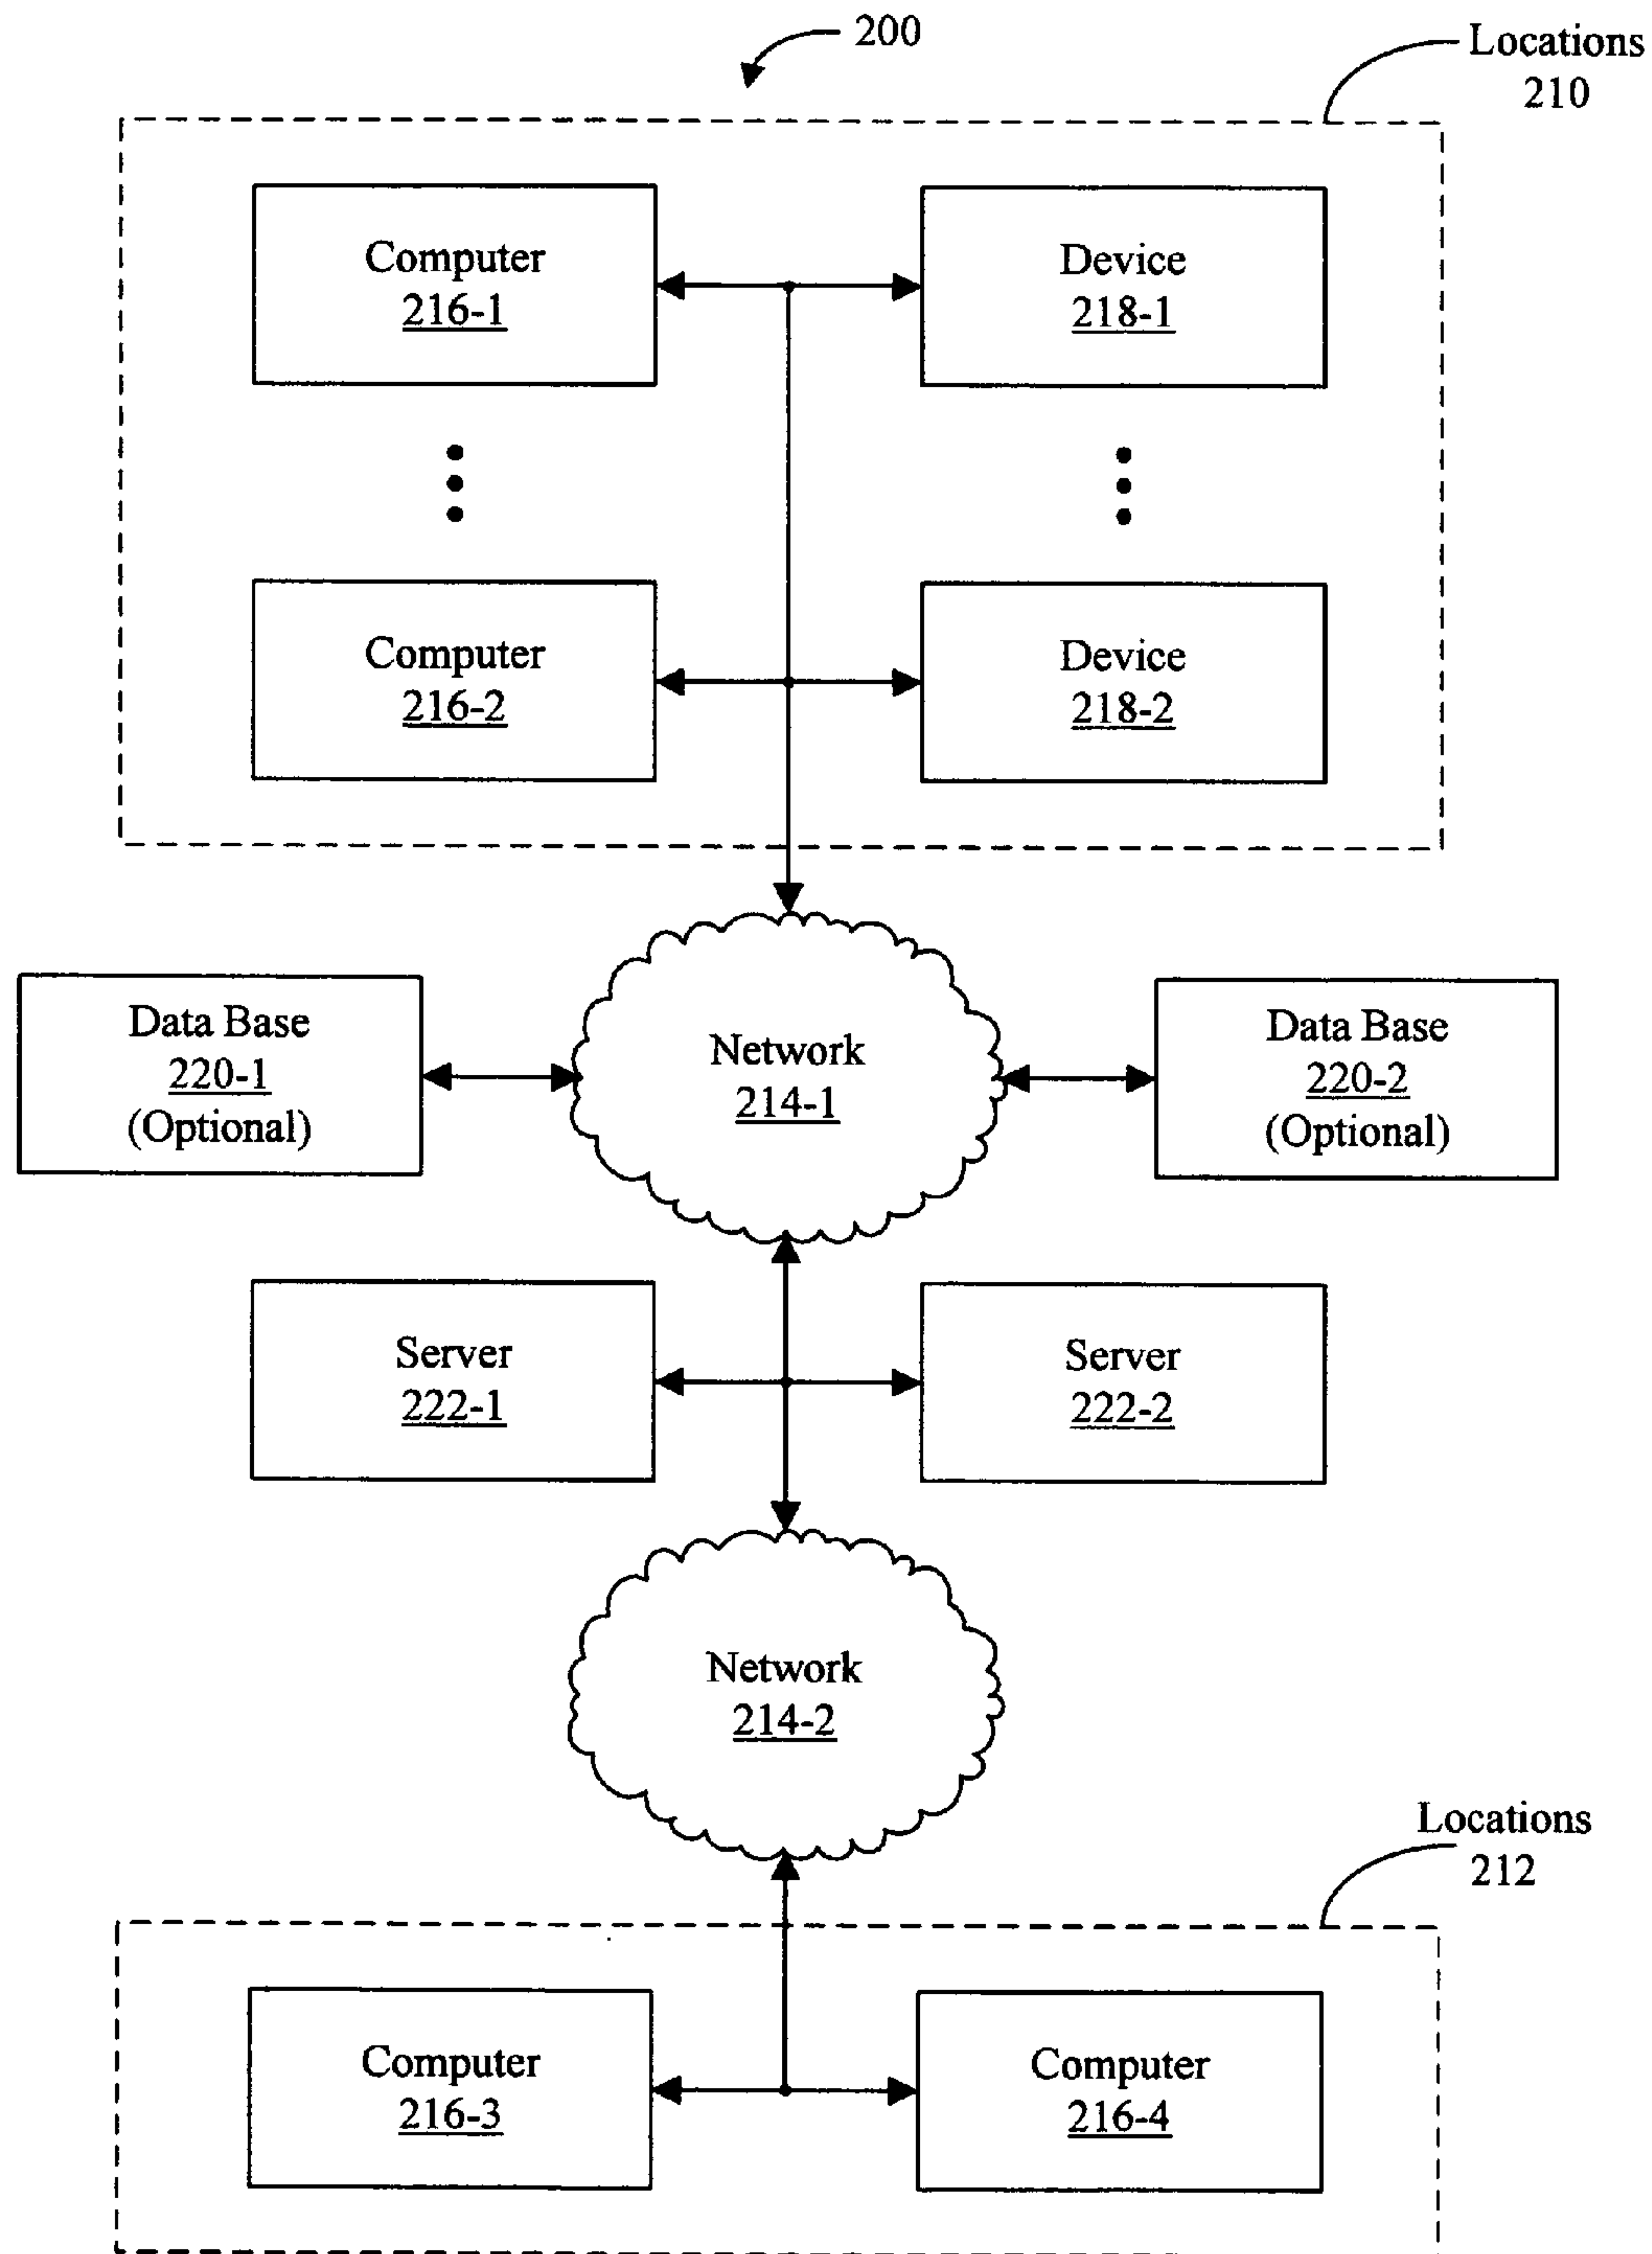 200
Locations
210
Computer
216-1
Device
218-1
Computer
216-2
Device
218-2
Data Base
220-1
(Optional)
Network
214-1
Data Base
220-2
(Optional)
Server
222-1
Server
222-2
Network
214-2
Locations
212
Computer
216-3
Computer
216-4